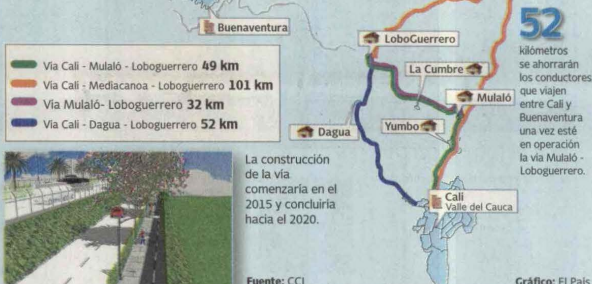 Buenaventura
LoboGuerrero
La Cumbre
Mulaló
Yumbo
Dagua
Cali
Valle del Cauca
Vía Cali - Mulaló - Loboguerrero 49 km
Vía Cali - Mediacanoa - Loboguerrero 101 km
Vía Mulaló- Loboguerrero 32 km
Vía Cali - Dagua - Loboguerrero 52 km
52
kilómetros
se ahorrarán
los conductores
que viajen
entre Cali y
Buenaventura
una vez esté
en operación
la vía Mulaló -
Loboguerrero.
La construcción
de la vía
comenzaría en el
2015 y concluiría
hacia el 2020.
Fuente: CCI
Gráfico: El País